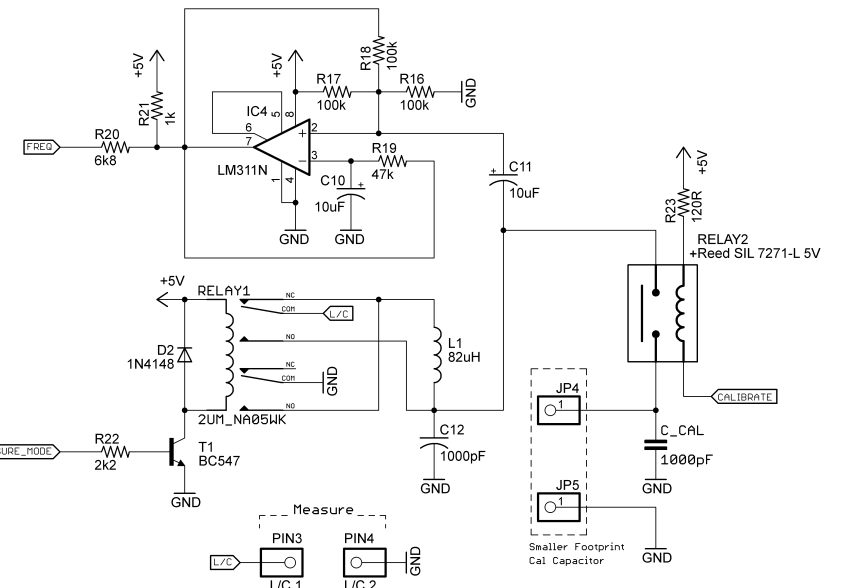 +5V
R18
100k
+5V
R17
100k
R16
100k
GND
R21
1k
IC4
5
8
6
7
2
+
3
-
1
4
LM311N
FREQ
R20
6k8
R19
47k
C10
+
10uF
GND
GND
C11
+
10uF
+5V
R23
120R
RELAY2
+Reed SIL 7271-L 5V
+5V
RELAY1
NC
COM
L/C
NO
NC
COM
GND
NO
D2
1N4148
2UM_NA05WK
L1
82uH
C12
1000pF
GND
SURE_MODE
R22
2k2
T1
BC547
GND
CALIBRATE
JP4
1
C_CAL
1000pF
GND
JP5
1
GND
Smaller Footprint
Cal Capacitor
Measure
L/C
PIN3
PIN4
GND
L/C 1
L/C 2